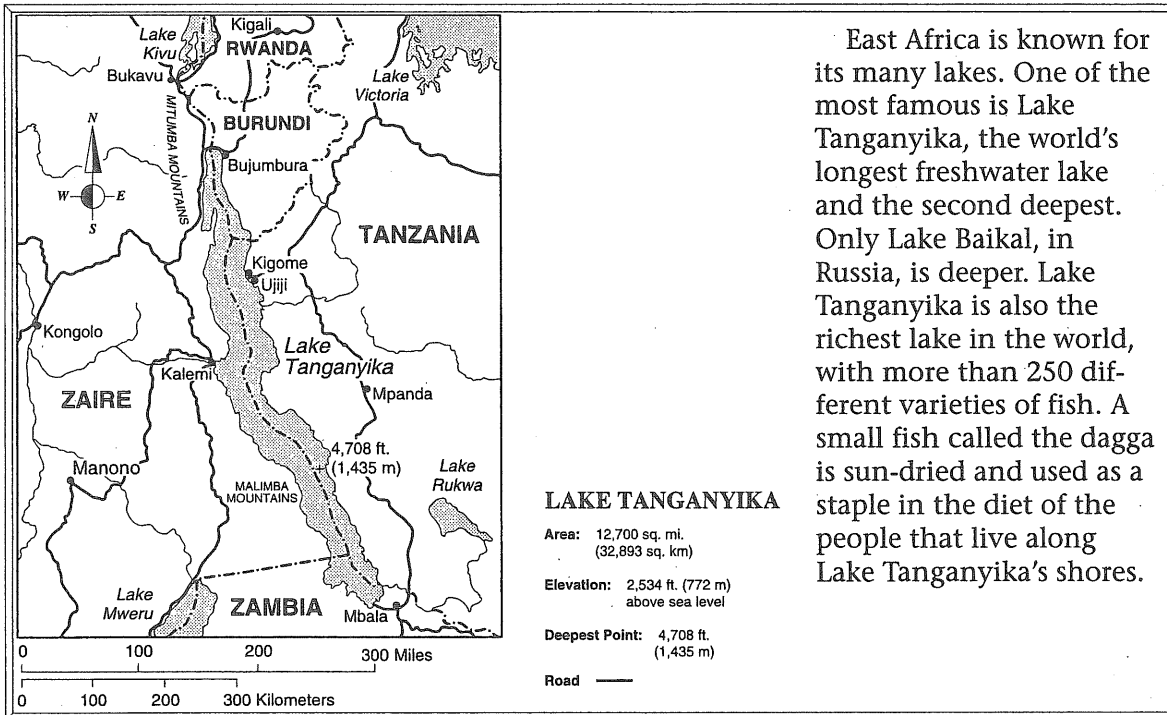 Lake
Kivu
Kigali
RWANDA
Bukavu
Lake
Victoria
MITUMBA MOUNTAINS
BURUNDI
N
Bujumbura
W
E
S
TANZANIA
Kigome
Ujiji
Kongolo
Lake
Tanganyika
Kalemi
ZAIRE
Mpanda
4,708 ft.
(1,435 m)
Manono
Lake
Rukwa
MALIMBA
MOUNTAINS
Lake
Mweru
ZAMBIA
Mbala
0 100 200 300 Miles
0 100 200 300 Kilometers
LAKE TANGANYIKA
Area: 12,700 sq. mi.
(32,893 sq. km)
Elevation: 2,534 ft. (772 m)
above sea level
Deepest Point: 4,708 ft.
(1,435 m)
Road
East Africa is known for
its many lakes. One of the
most famous is Lake
Tanganyika, the world's
longest freshwater lake
and the second deepest.
Only Lake Baikal, in
Russia, is deeper. Lake
Tanganyika is also the
richest lake in the world,
with more than 250 dif-
ferent varieties of fish. A
small fish called the dagga
is sun-dried and used as a
staple in the diet of the
people that live along
Lake Tanganyika's shores.